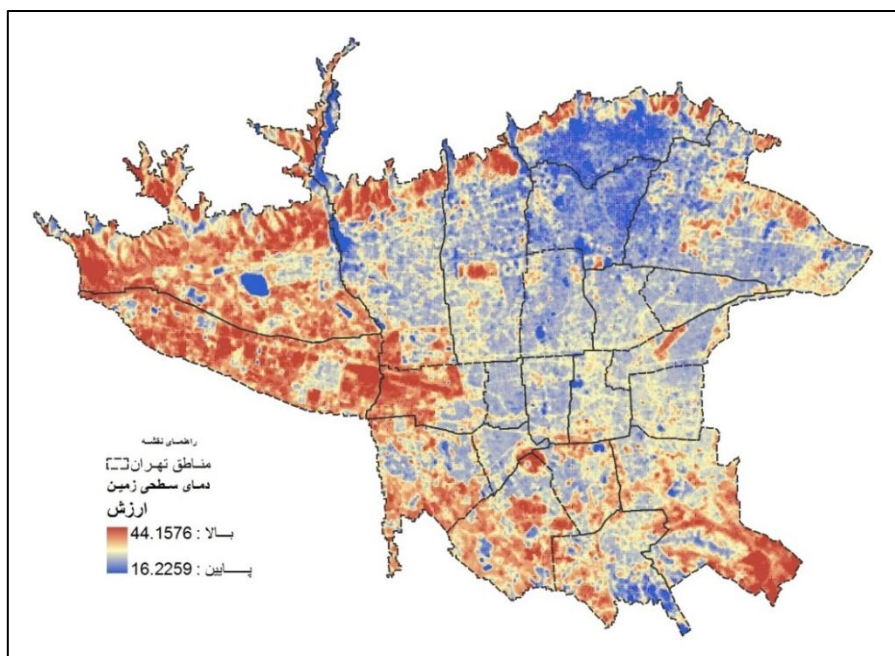 راهنمای نقشه
مناطق تهران
دمای سطحی زمین
ارزش
بالا : 44.1576
پایین : 16.2259